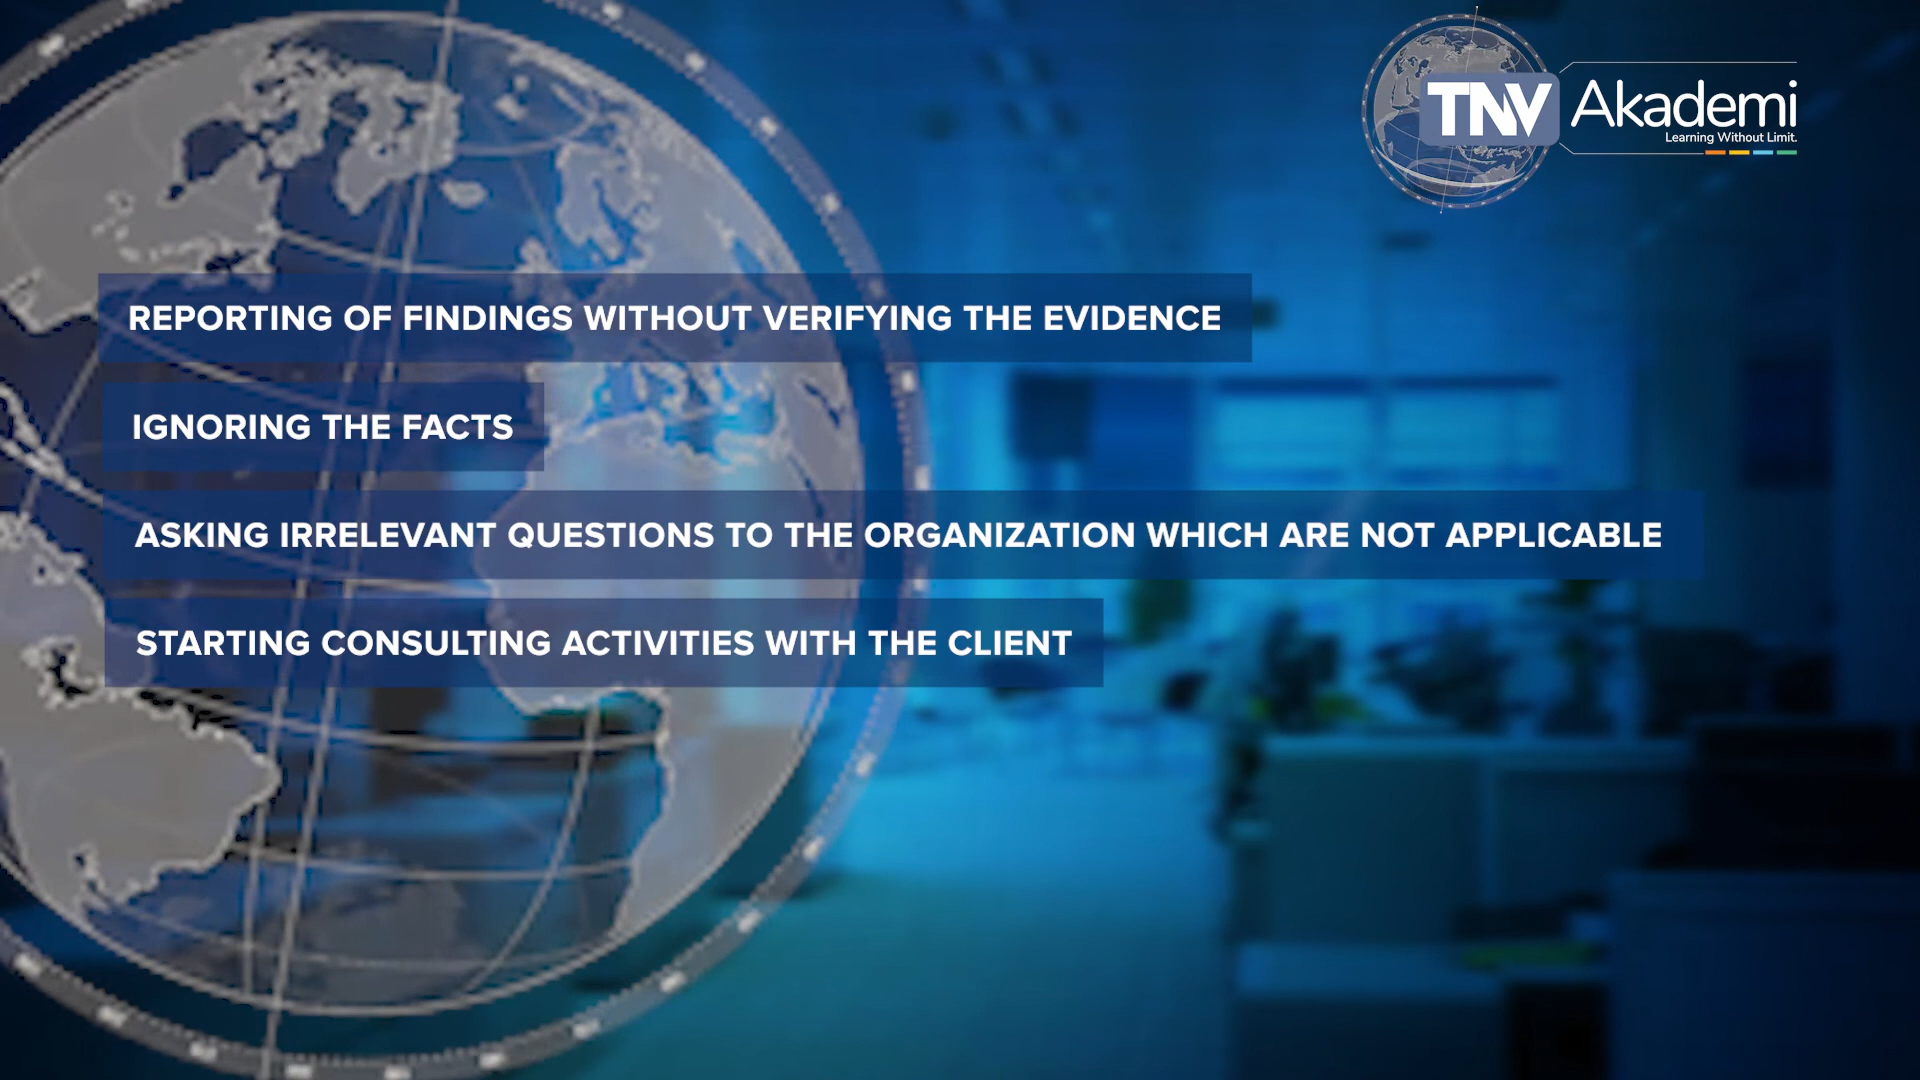 TNV Akademi
Learning Without Limit.
REPORTING OF FINDINGS WITHOUT VERIFYING THE EVIDENCE
IGNORING THE FACTS
ASKING IRRELEVANT QUESTIONS TO THE ORGANIZATION WHICH ARE NOT APPLICABLE
STARTING CONSULTING ACTIVITIES WITH THE CLIENT